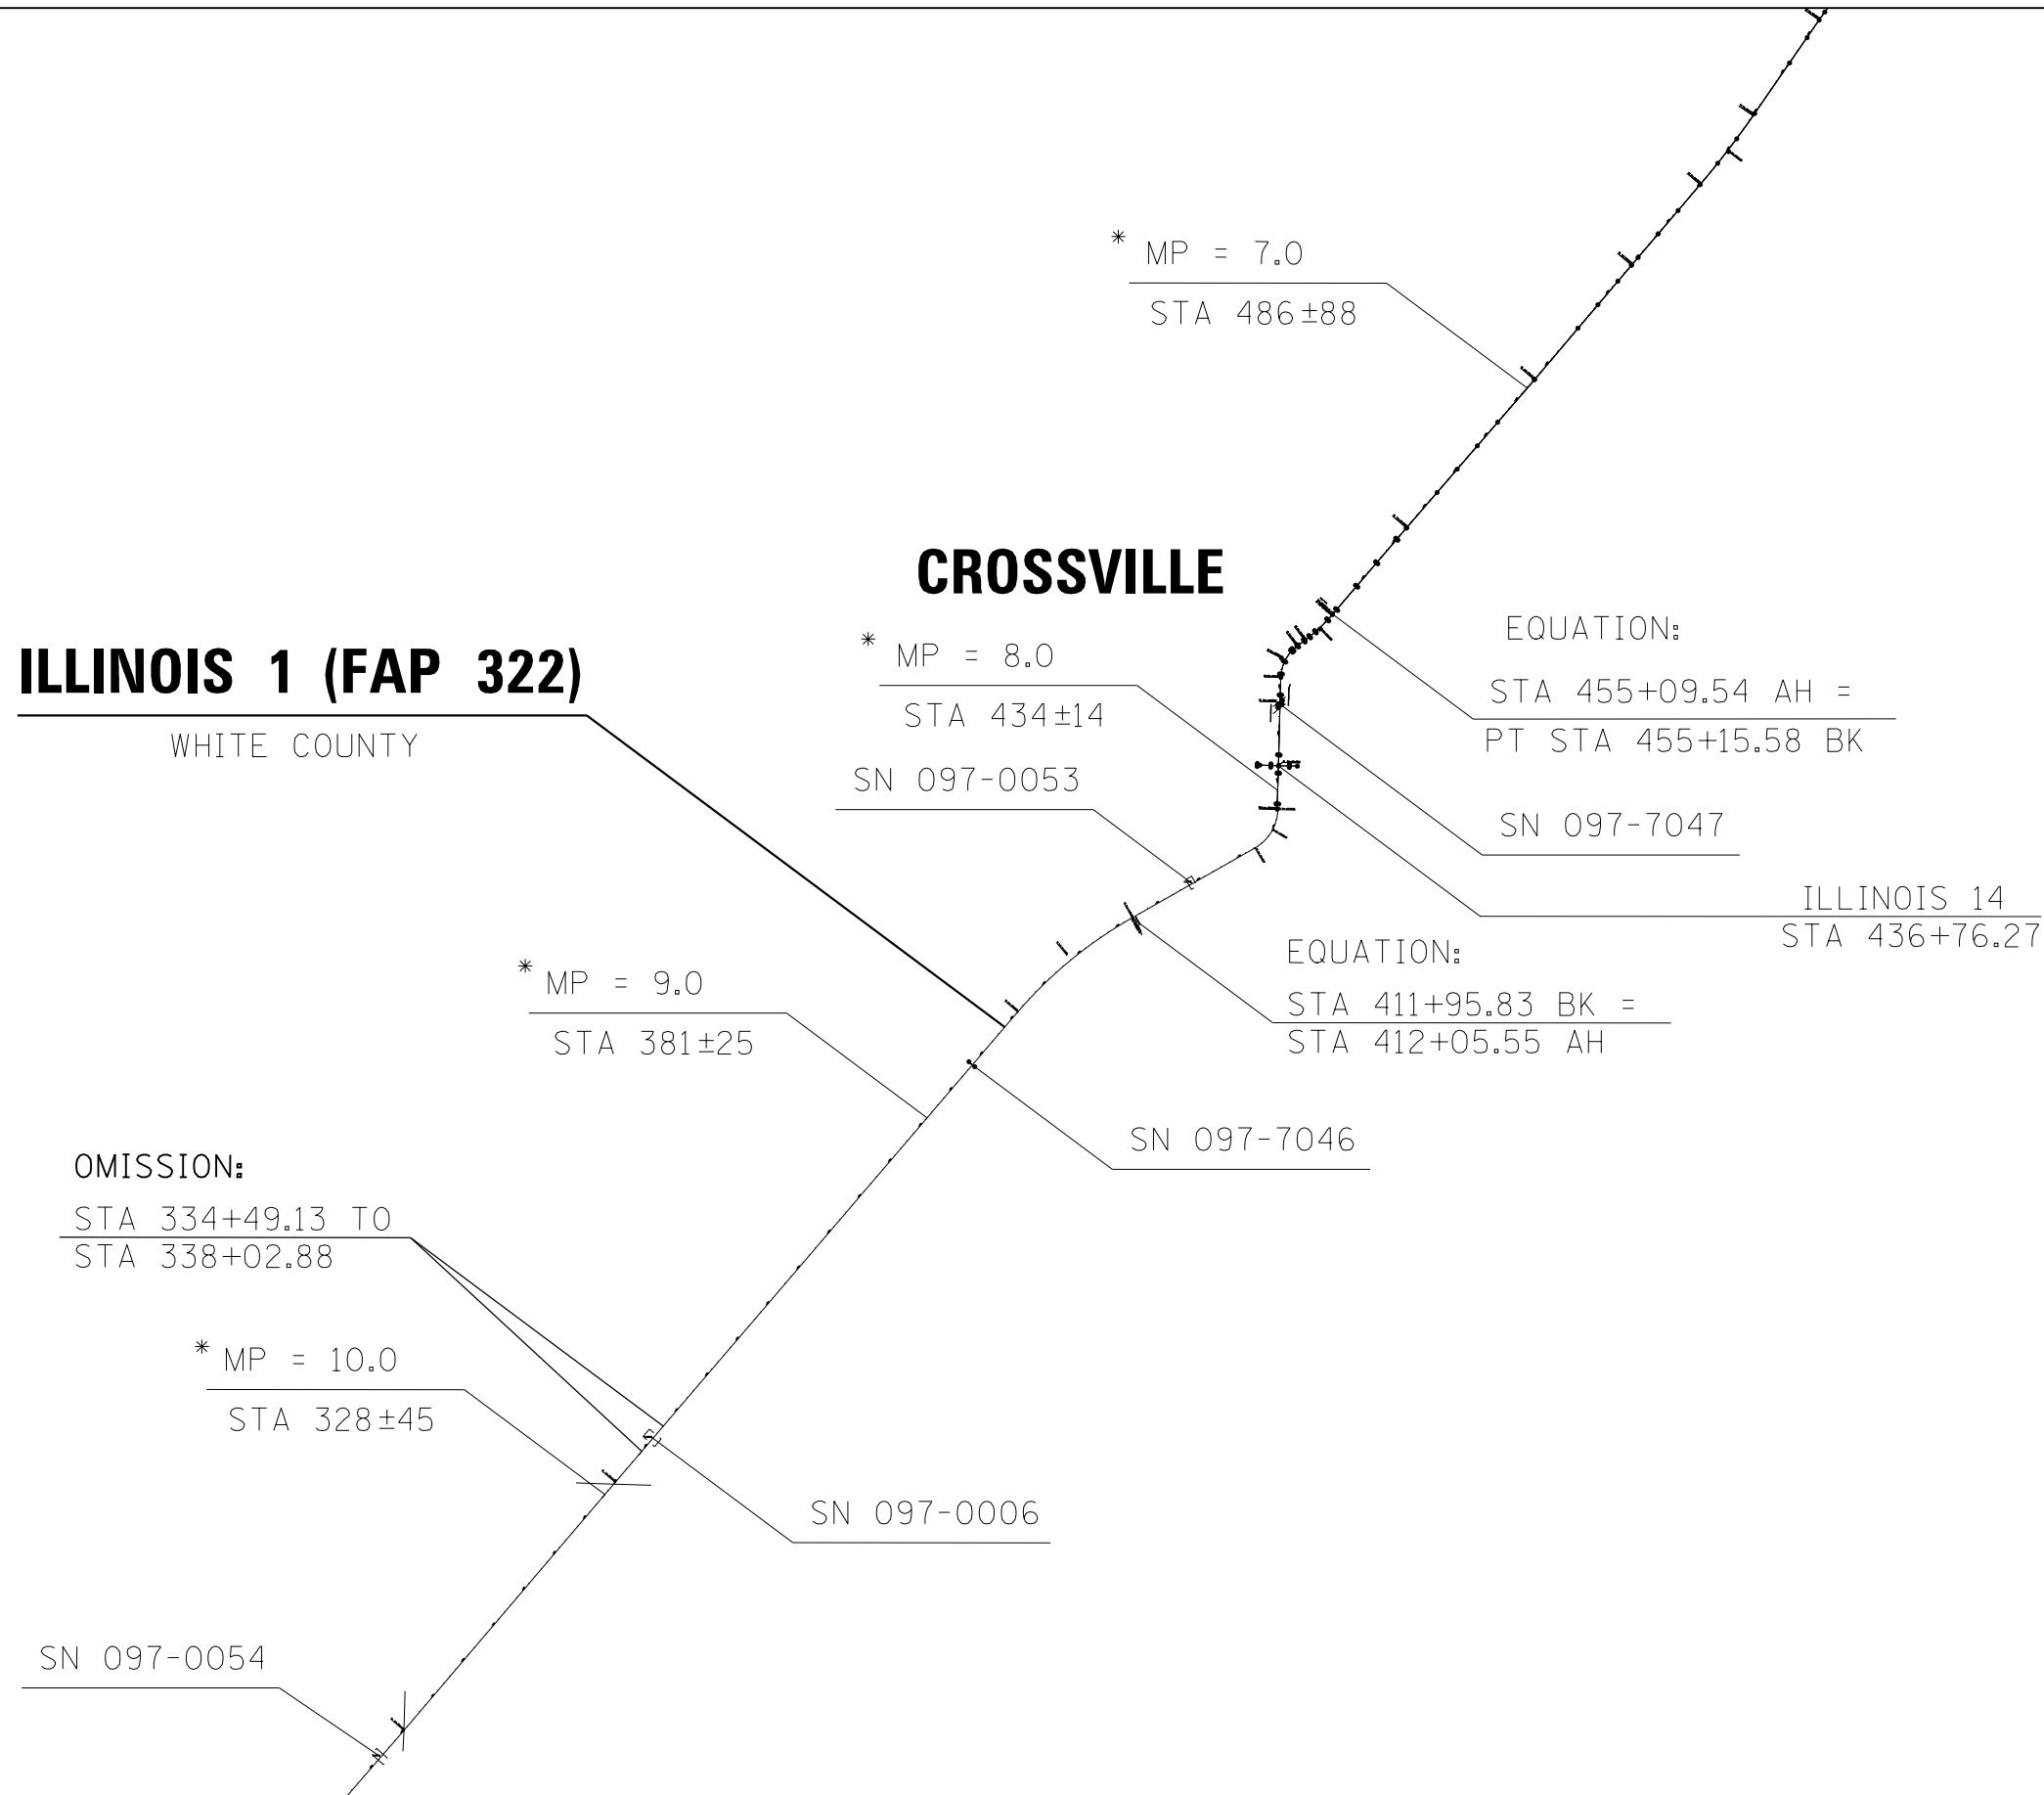 * MP = 7.0
STA 486±88
CROSSVILLE
EQUATION:
STA 455+09.54 AH =
PT STA 455+15.58 BK
* MP = 8.0
STA 434±14
ILLINOIS 1 (FAP 322)
WHITE COUNTY
SN 097-0053
SN 097-7047
ILLINOIS 14
STA 436+76.27
EQUATION:
STA 411+95.83 BK =
STA 412+05.55 AH
* MP = 9.0
STA 381±25
SN 097-7046
OMISSION:
STA 334+49.13 TO
STA 338+02.88
* MP = 10.0
STA 328±45
SN 097-0006
SN 097-0054